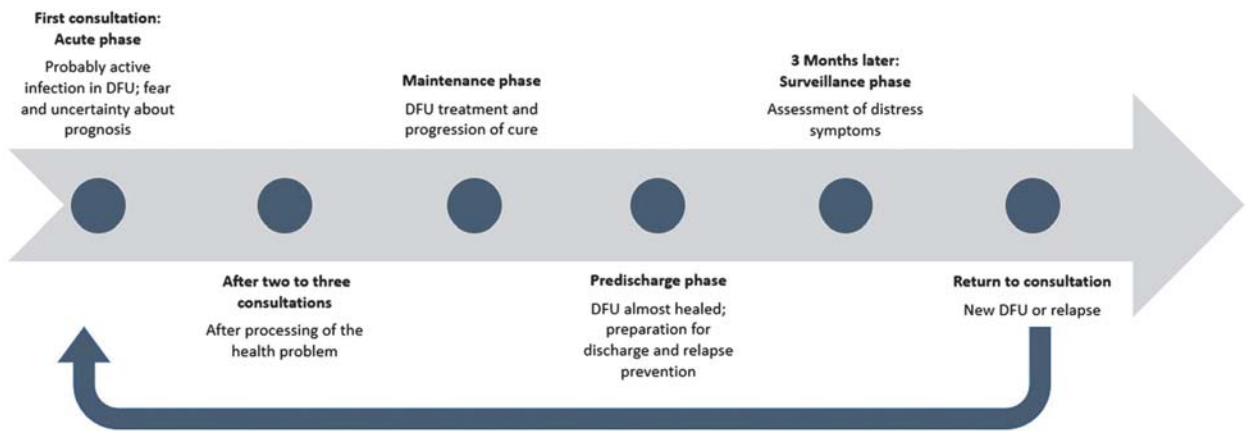 First consultation:
Acute phase
Probably active
infection in DFU; fear
and uncertainty about
prognosis
After two to three
consultations
After processing of the
health problem
Maintenance phase
DFU treatment and
progression of cure
Predischarge phase
DFU almost healed;
preparation for
discharge and relapse
prevention
3 Months later:
Surveillance phase
Assessment of distress
symptoms
Return to consultation
New DFU or relapse